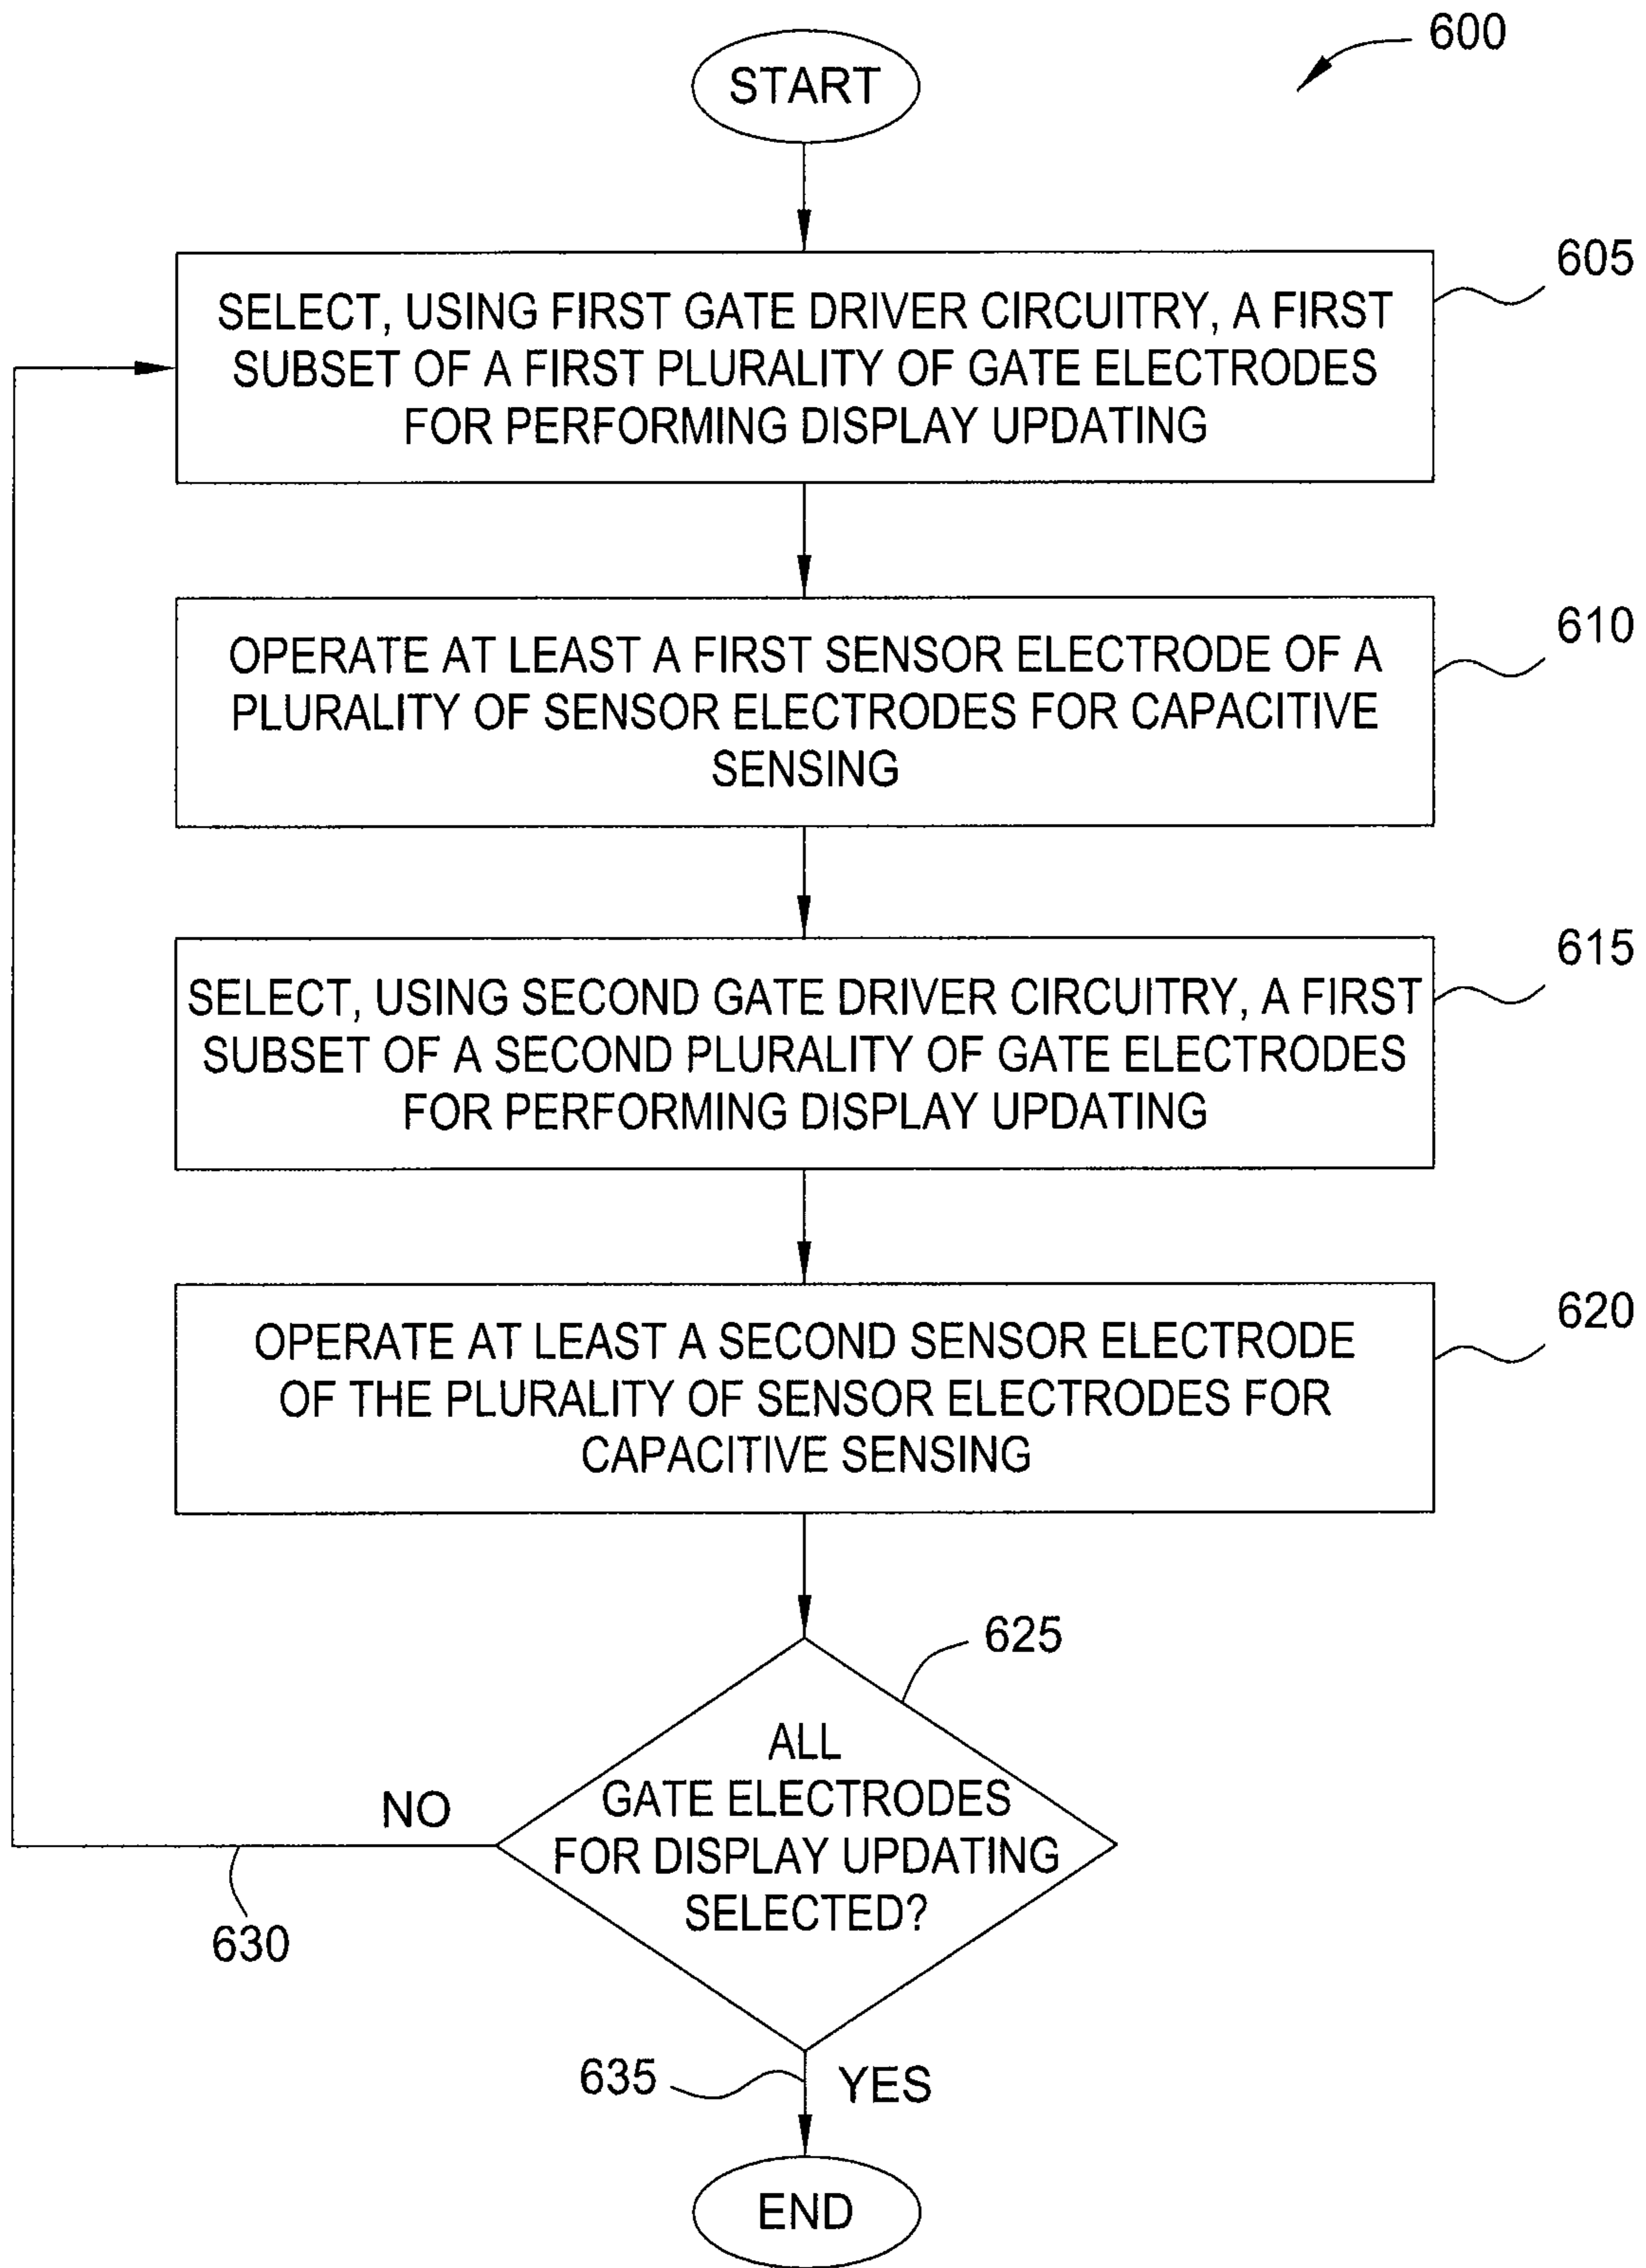 600
START
605
SELECT, USING FIRST GATE DRIVER CIRCUITRY, A FIRST
SUBSET OF A FIRST PLURALITY OF GATE ELECTRODES
FOR PERFORMING DISPLAY UPDATING
610
OPERATE AT LEAST A FIRST SENSOR ELECTRODE OF A
PLURALITY OF SENSOR ELECTRODES FOR CAPACITIVE
SENSING
615
SELECT, USING SECOND GATE DRIVER CIRCUITRY, A FIRST
SUBSET OF A SECOND PLURALITY OF GATE ELECTRODES
FOR PERFORMING DISPLAY UPDATING
620
OPERATE AT LEAST A SECOND SENSOR ELECTRODE
OF THE PLURALITY OF SENSOR ELECTRODES FOR
CAPACITIVE SENSING
625
ALL
GATE ELECTRODES
FOR DISPLAY UPDATING
SELECTED?
NO
630
635
YES
END